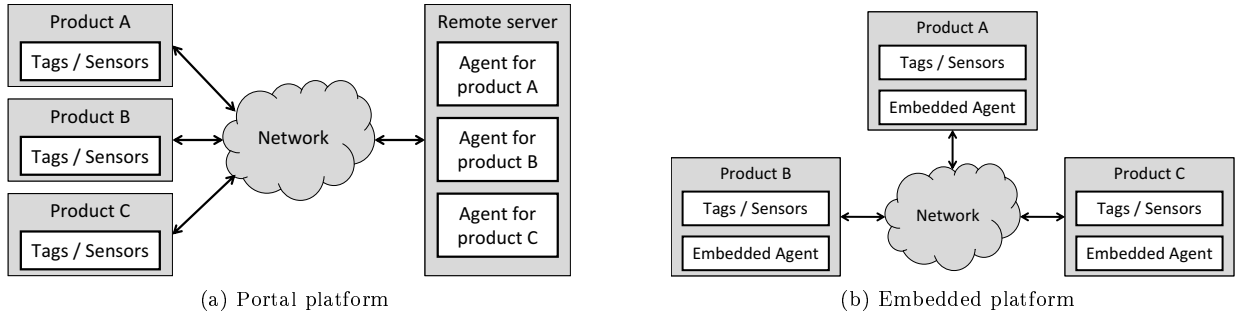 Product A
Tags / Sensors
Product B
Tags / Sensors
Product C
Tags / Sensors
Network
Remote server
Agent for
product A
Agent for
product B
Agent for
product C
(a) Portal platform
Product A
Tags / Sensors
Embedded Agent
Product B
Tags / Sensors
Embedded Agent
Network
Product C
Tags / Sensors
Embedded Agent
(b) Embedded platform